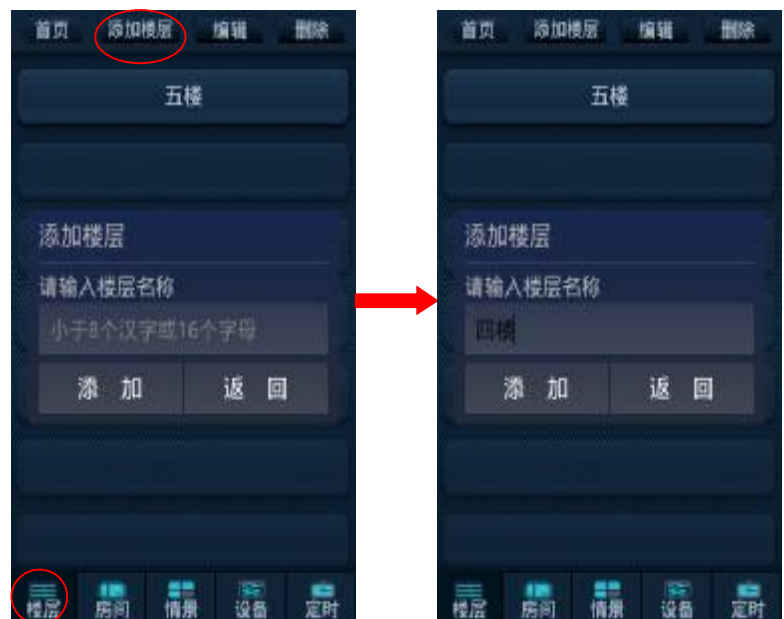 首页 添加楼层 编辑 删除
五楼
添加楼层
请输入楼层名称
小于8个汉字或16个字母
添 加 返 回
楼层 房间 情景 设备 定时
首页 添加楼层 编辑 删除
五楼
添加楼层
请输入楼层名称
四楼
添 加 返 回
楼层 房间 情景 设备 定时